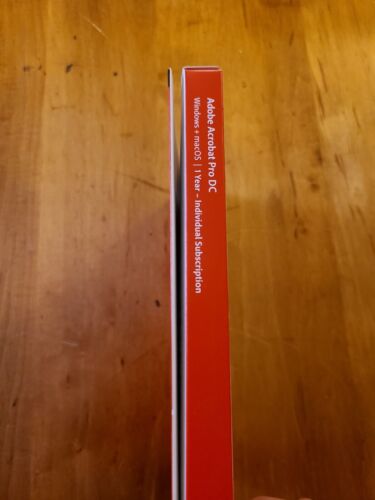 Adobe Acrobat Pro DC
Windows + macOS | 1 Year – Individual Subscription